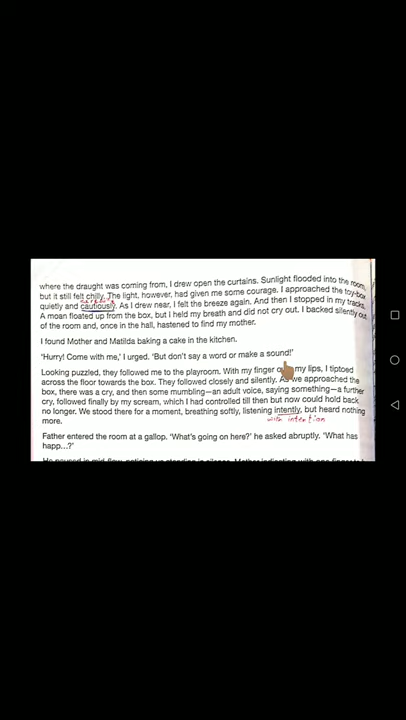 where the draught was coming from, I drew open the curtains. Sunlight flooded into the room,
but it still felt chilly. The light, however, had given me some courage. I approached the toy-box
quietly and cautiously. As I drew near, I felt the breeze again. And then I stopped in my tracks.
A moan floated up from the box, but I held my breath and did not cry out. I backed silently out
of the room and, once in the hall, hastened to find my mother.
I found Mother and Matilda baking a cake in the kitchen.
‘Hurry! Come with me,’ I urged. ‘But don’t say a word or make a sound!’
Looking puzzled, they followed me to the playroom. With my finger on my lips, I tiptoed
across the floor towards the box. They followed closely and silently. As we approached the
box, there was a cry, and then some mumbling—an adult voice, saying something—a further
cry, followed finally by my scream, which I had controlled till then but now could hold back
no longer. We stood there for a moment, breathing softly, listening intently, but heard nothing
with intention
more.
Father entered the room at a gallop. ‘What’s going on here?’ he asked abruptly. ‘What has
happ...?’